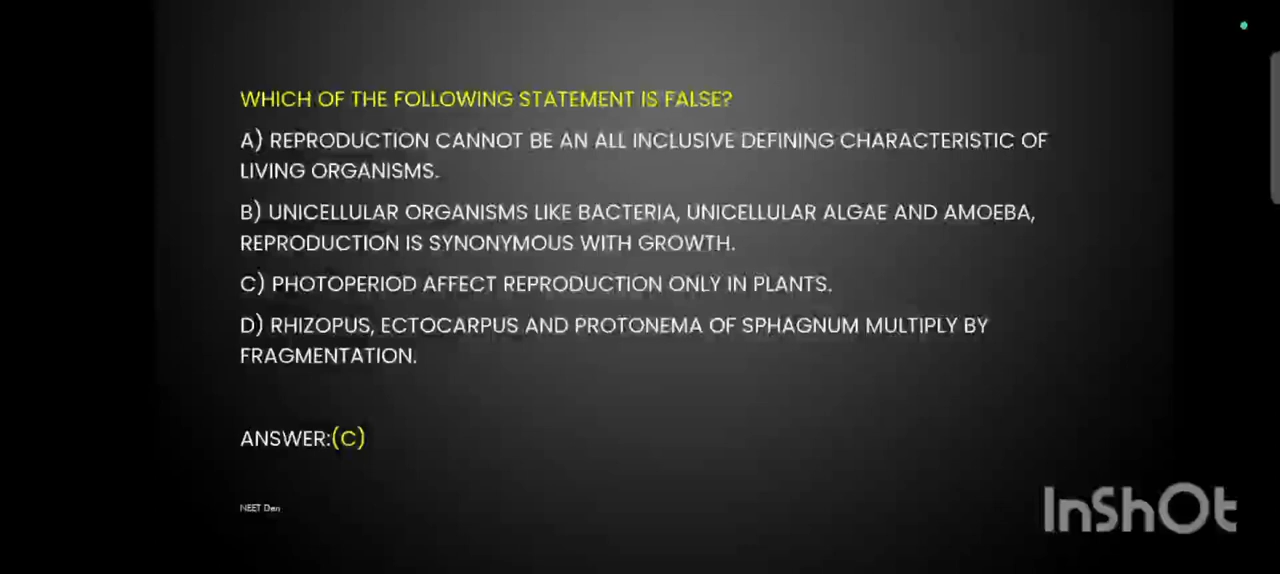 WHICH OF THE FOLLOWING STATEMENT IS FALSE?
A) REPRODUCTION CANNOT BE AN ALL INCLUSIVE DEFINING CHARACTERISTIC OF
LIVING ORGANISMS.
B) UNICELLULAR ORGANISMS LIKE BACTERIA, UNICELLULAR ALGAE AND AMOEBA,
REPRODUCTION IS SYNONYMOUS WITH GROWTH.
C) PHOTOPERIOD AFFECT REPRODUCTION ONLY IN PLANTS.
D) RHIZOPUS, ECTOCARPUS AND PROTONEMA OF SPHAGNUM MULTIPLY BY
FRAGMENTATION.
ANSWER:(C)
NEET Den
InShOt